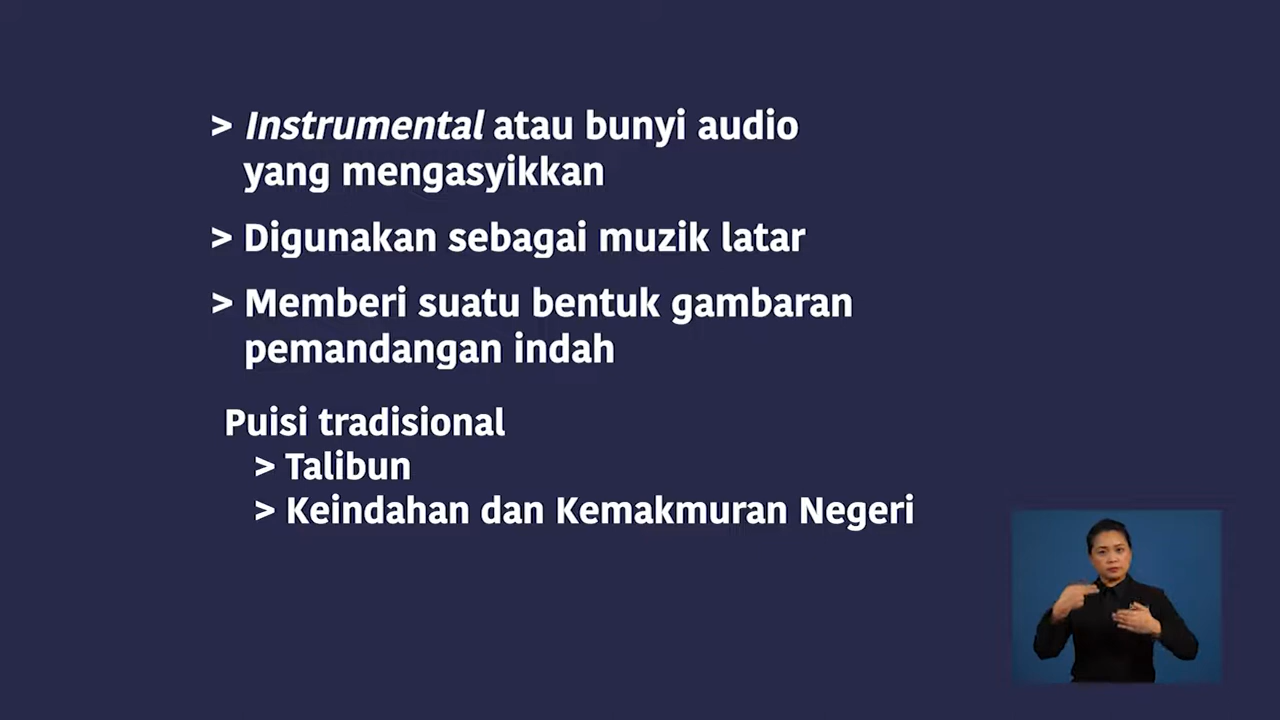 > Instrumental atau bunyi audio
yang mengasyikkan
> Digunakan sebagai muzik latar
> Memberi suatu bentuk gambaran
pemandangan indah
Puisi tradisional
> Talibun
> Keindahan dan Kemakmuran Negeri